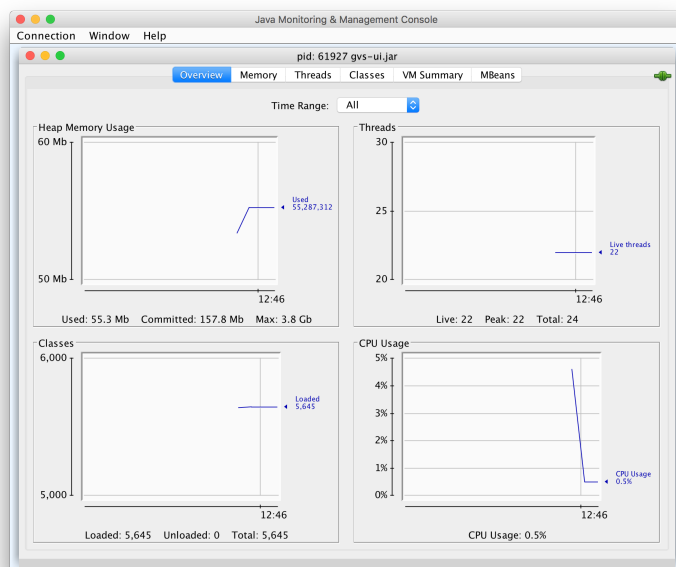 Java Monitoring & Management Console
Connection Window Help
pid: 61927 gvs-ui.jar
Overview Memory Threads Classes VM Summary MBeans
Time Range: All
Heap Memory Usage
60 Mb
50 Mb
Used
55,287,312
12:46
Used: 55.3 Mb Committed: 157.8 Mb Max: 3.8 Gb
Threads
30
25
20
Live threads
22
12:46
Live: 22 Peak: 22 Total: 24
Classes
6,000
5,000
Loaded
5,645
12:46
Loaded: 5,645 Unloaded: 0 Total: 5,645
CPU Usage
5%
4%
3%
2%
1%
0%
CPU Usage
0.5%
12:46
CPU Usage: 0.5%